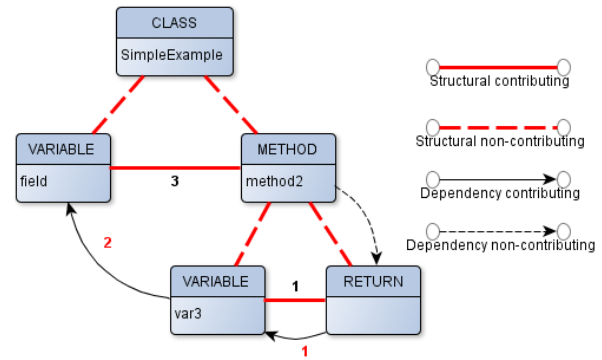 CLASS
SimpleExample
Structural contributing
Structural non-contributing
VARIABLE
field
3
METHOD
method2
Dependency contributing
2
Dependency non-contributing
VARIABLE
var3
1
RETURN
1